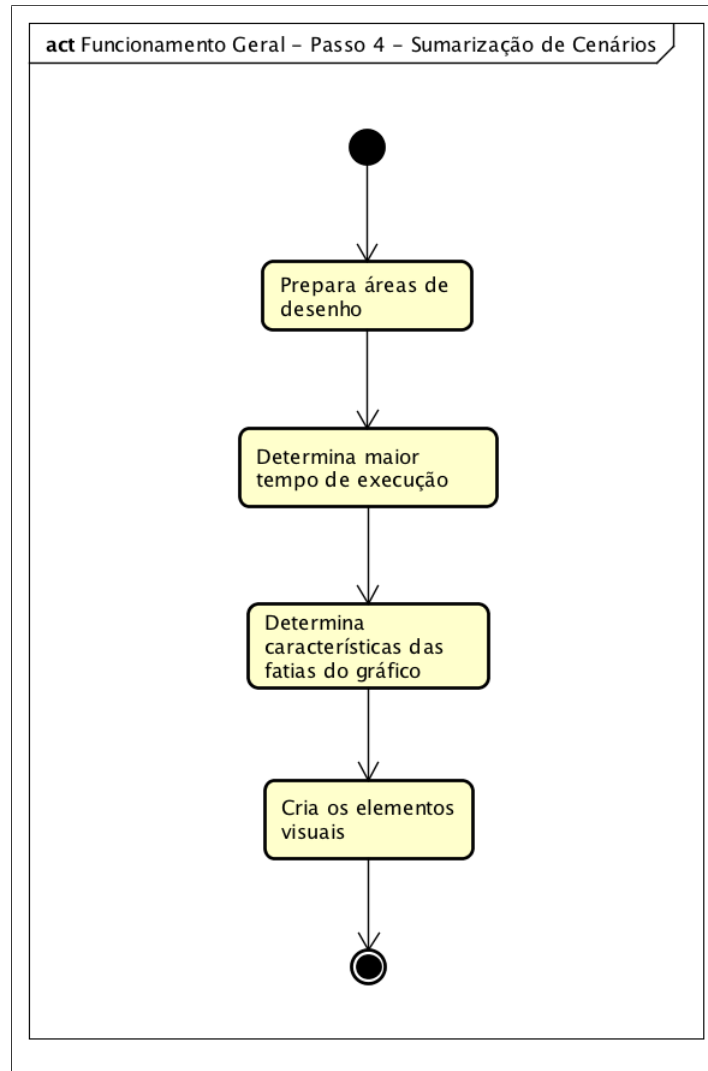 act Funcionamento Geral – Passo 4 – Sumarização de Cenários
Prepara áreas de
desenho
Determina maior
tempo de execução
Determina
características das
fatias do gráfico
Cria os elementos
visuais